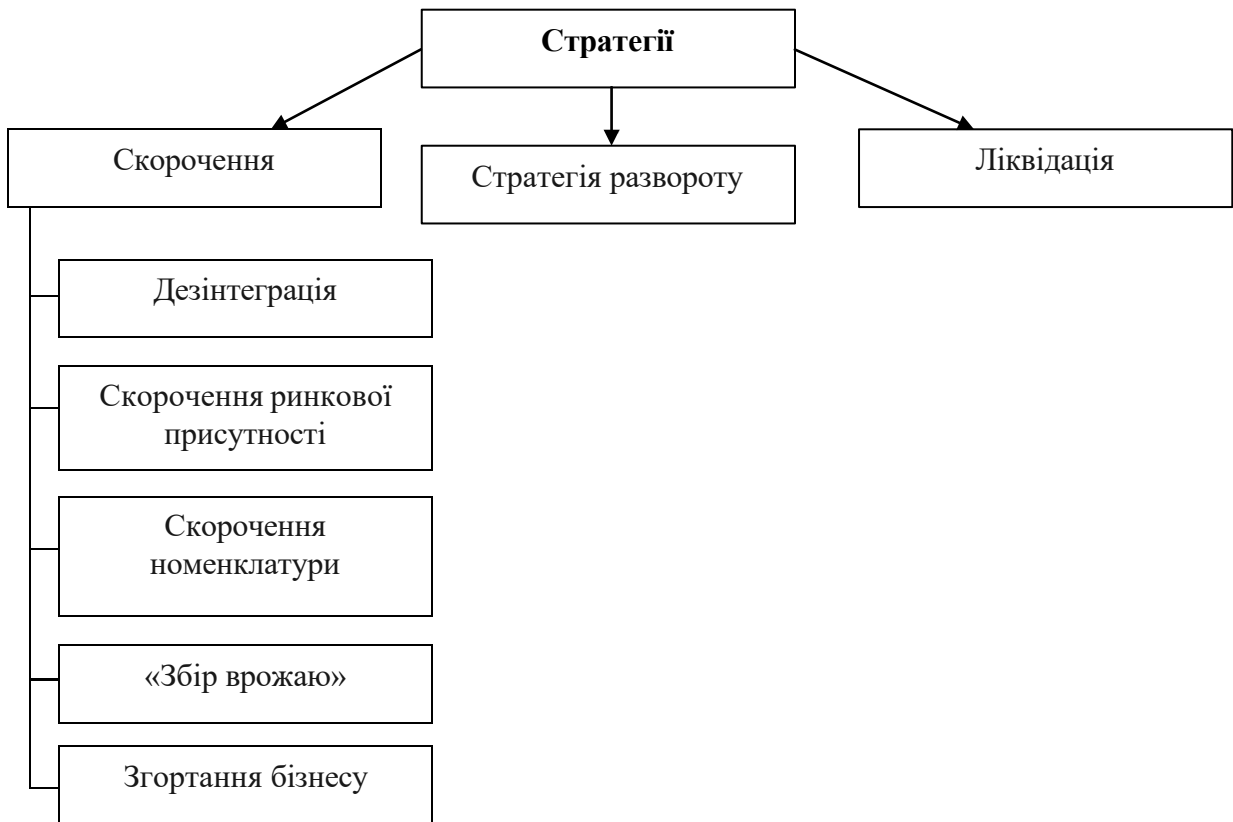 Стратегії
Скорочення
Стратегія развороту
Ліквідація
Дезінтеграція
Скорочення ринкової
присутності
Скорочення
номенклатури
«Збір врожаю»
Згортання бізнесу